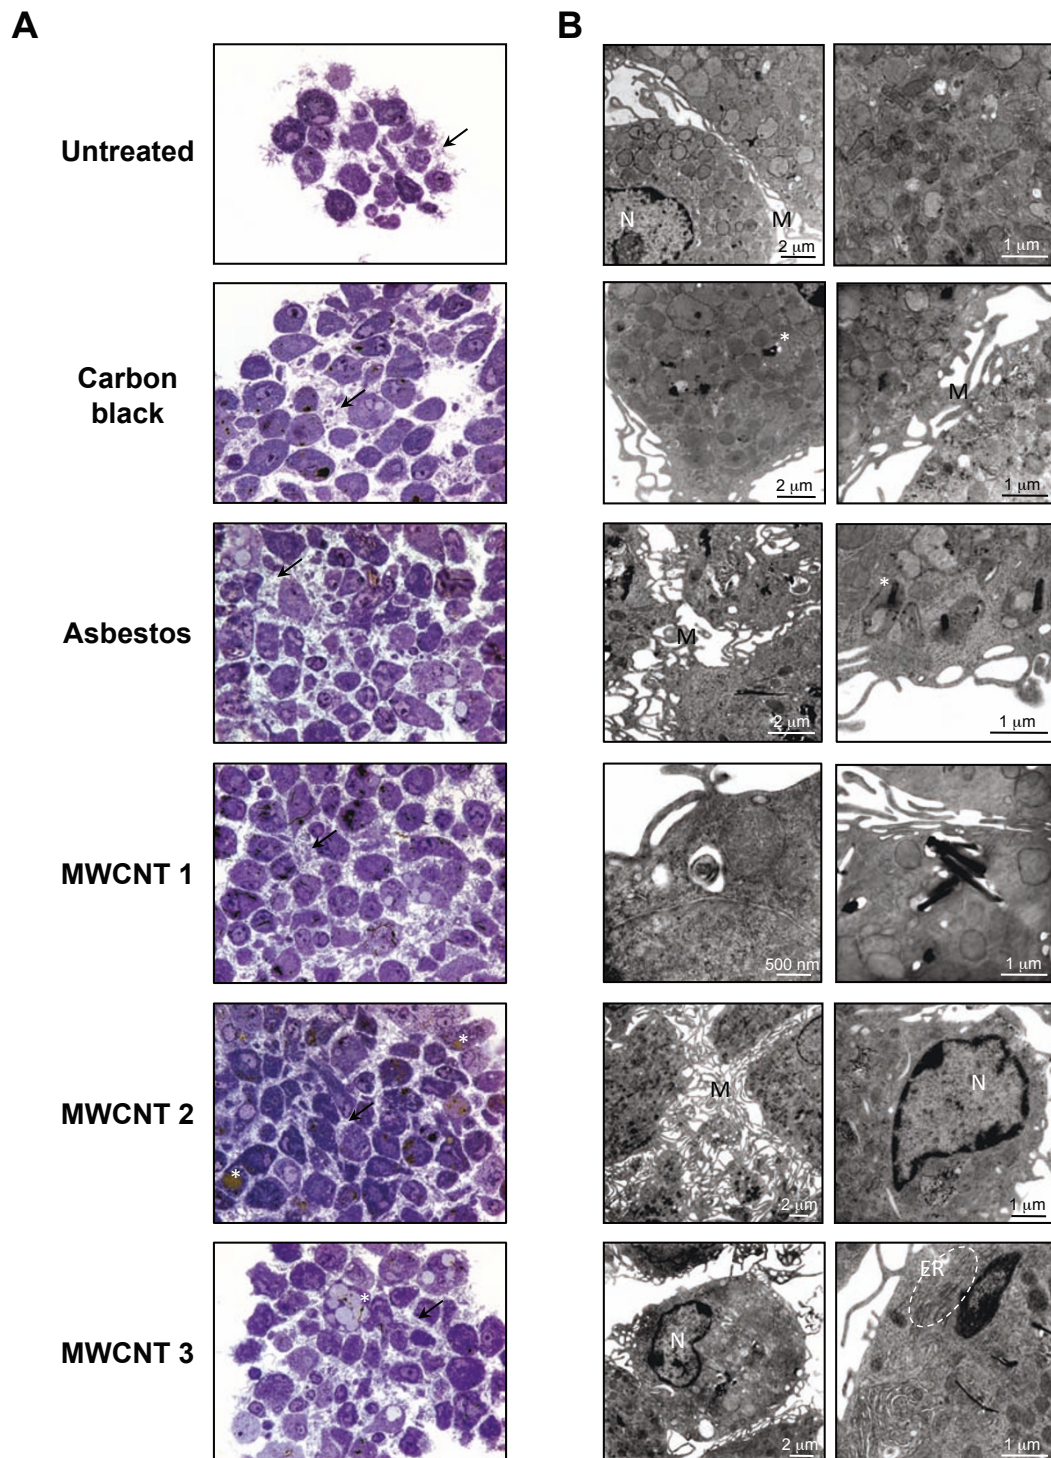 A
B
Untreated
N
M
2 μm
1 μm
Carbon
black
*
2 μm
M
1 μm
Asbestos
M
2 μm
*
1 μm
MWCNT 1
500 nm
1 μm
MWCNT 2
*
*
M
2 μm
*
N
1 μm
MWCNT 3
*
N
2 μm
ER
1 μm